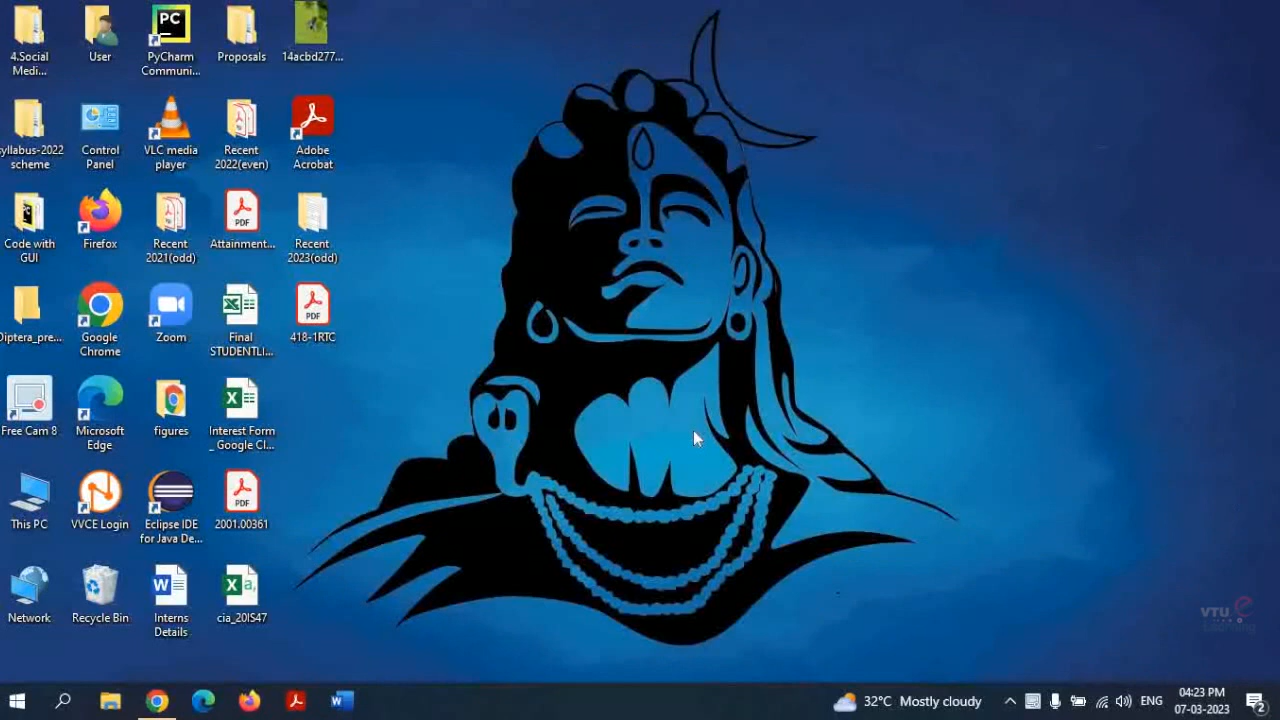 4.Social
Medi...
User
PyCharm
Communi...
Proposals
14acbd277...
syllabus-2022
scheme
Control
Panel
VLC media
player
Recent
2022(even)
Adobe
Acrobat
Code with
GUI
Firefox
Recent
2021(odd)
Attainment...
Recent
2023(odd)
Diptera_pre...
Google
Chrome
Zoom
Final
STUDENTLI...
418-1RTC
Free Cam 8
Microsoft
Edge
figures
Interest Form
_ Google Cl...
This PC
VVCE Login
Eclipse IDE
for Java De...
2001.00361
Network
Recycle Bin
Interns
Details
cia_20IS47
PC
PDF
PDF
PDF
VTU e
Learning
32°C Mostly cloudy
ENG
04:23 PM
07-03-2023
2